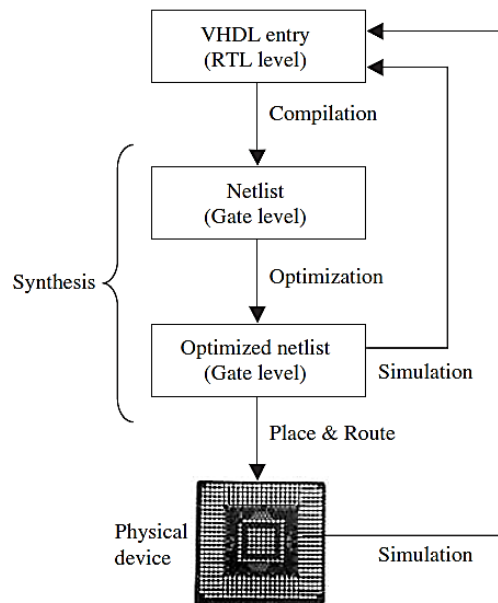 VHDL entry
(RTL level)
Compilation
Netlist
(Gate level)
Synthesis
Optimization
Optimized netlist
(Gate level)
Simulation
Place & Route
Physical
device
Simulation